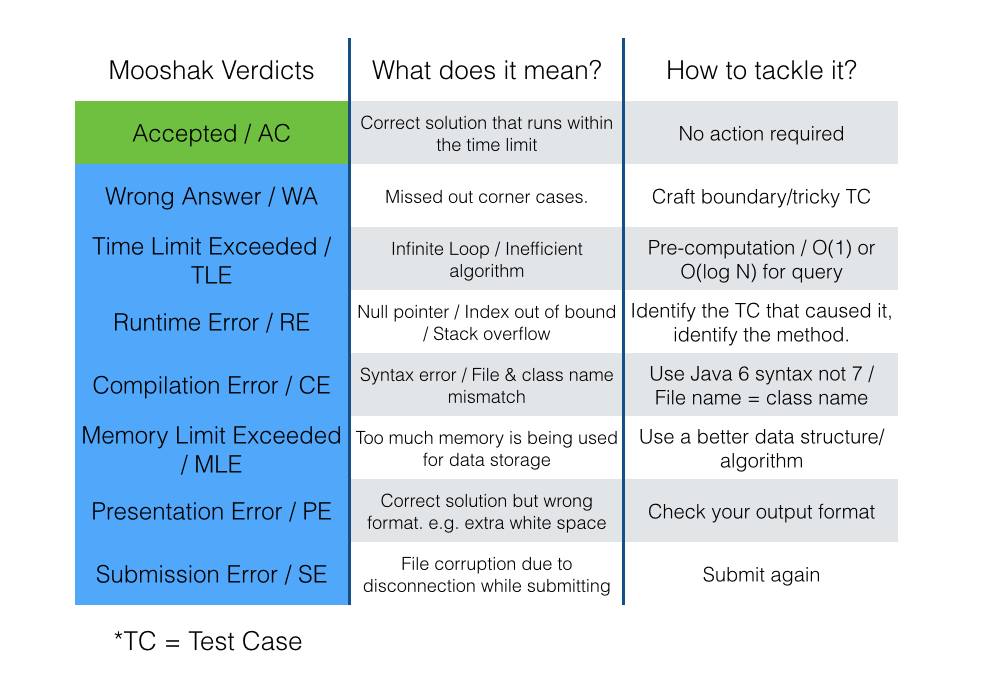 Mooshak Verdicts
What does it mean?
How to tackle it?
Accepted / AC
Correct solution that runs within
the time limit
No action required
Wrong Answer / WA
Missed out corner cases.
Craft boundary/tricky TC
Time Limit Exceeded /
TLE
Infinite Loop / Inefficient
algorithm
Pre-computation / O(1) or
O(log N) for query
Runtime Error / RE
Null pointer / Index out of bound
/ Stack overflow
Identify the TC that caused it,
identify the method.
Compilation Error / CE
Syntax error / File & class name
mismatch
Use Java 6 syntax not 7 /
File name = class name
Memory Limit Exceeded
/ MLE
Too much memory is being used
for data storage
Use a better data structure/
algorithm
Presentation Error / PE
Correct solution but wrong
format. e.g. extra white space
Check your output format
Submission Error / SE
File corruption due to
disconnection while submitting
Submit again
*TC = Test Case